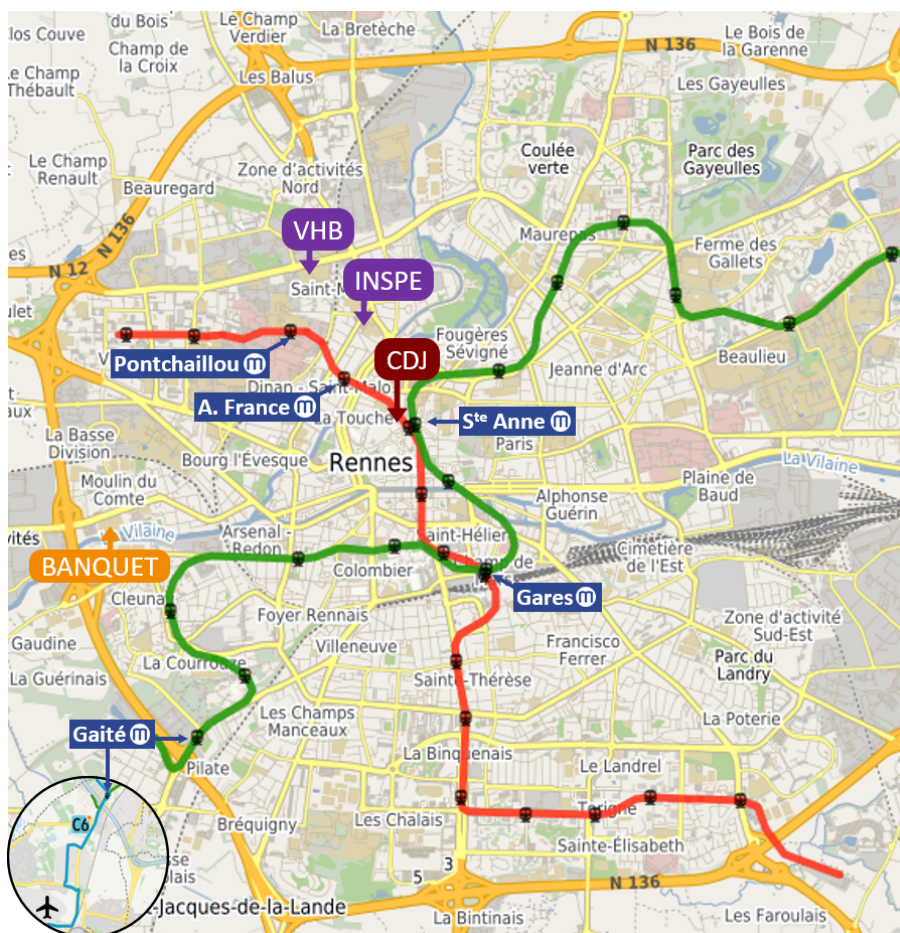 du Bois
Le Champ
Verdier
La Bretèche
Le Bois de
la Garenne
Clos Couve
Champ de
la Croix
N 136
Le Champ
Thébault
Les Balus
Les Gayeulles
Le Champ
Renault
Zone d'activités
Nord
Coulée
verte
Parc des
Gayeulles
Beauregard
VHB
N 136
Maurepas
Ferme des
Gallets
N 12
INSPE
Fougères
Sévigné
CDJ
Beaulieu
Pontchaillou m
Jeanne d'Arc
Dinan - Saint-Malo
A. France m
La Touche
Ste Anne m
Paris
La Basse
Division
Bourg l'Évesque
Rennes
La Vilaine
Moulin du
Comte
Plaine de
Baud
Alphonse
Guérin
Vilaine
Arsenal -
Redon
Saint-Hélier
BANQUET
Colombier
Cimetière
de l'Est
Cleunay
Gares m
Foyer Rennais
Zone d'activité
Sud-Est
Gaudine
Villeneuve
Francisco
Ferrer
La Courrouze
Parc du
Landry
La Guérinais
Sainte-Thérèse
Les Champs
Manceaux
La Poterie
Gaité m
La Binquenais
Pilate
Le Landrel
C6
Torigné
Bréquigny
Les Chalais
Sainte-Élisabeth
3
5
N 136
-Jacques-de-la-Lande
La Bintinais
Les Faroulais